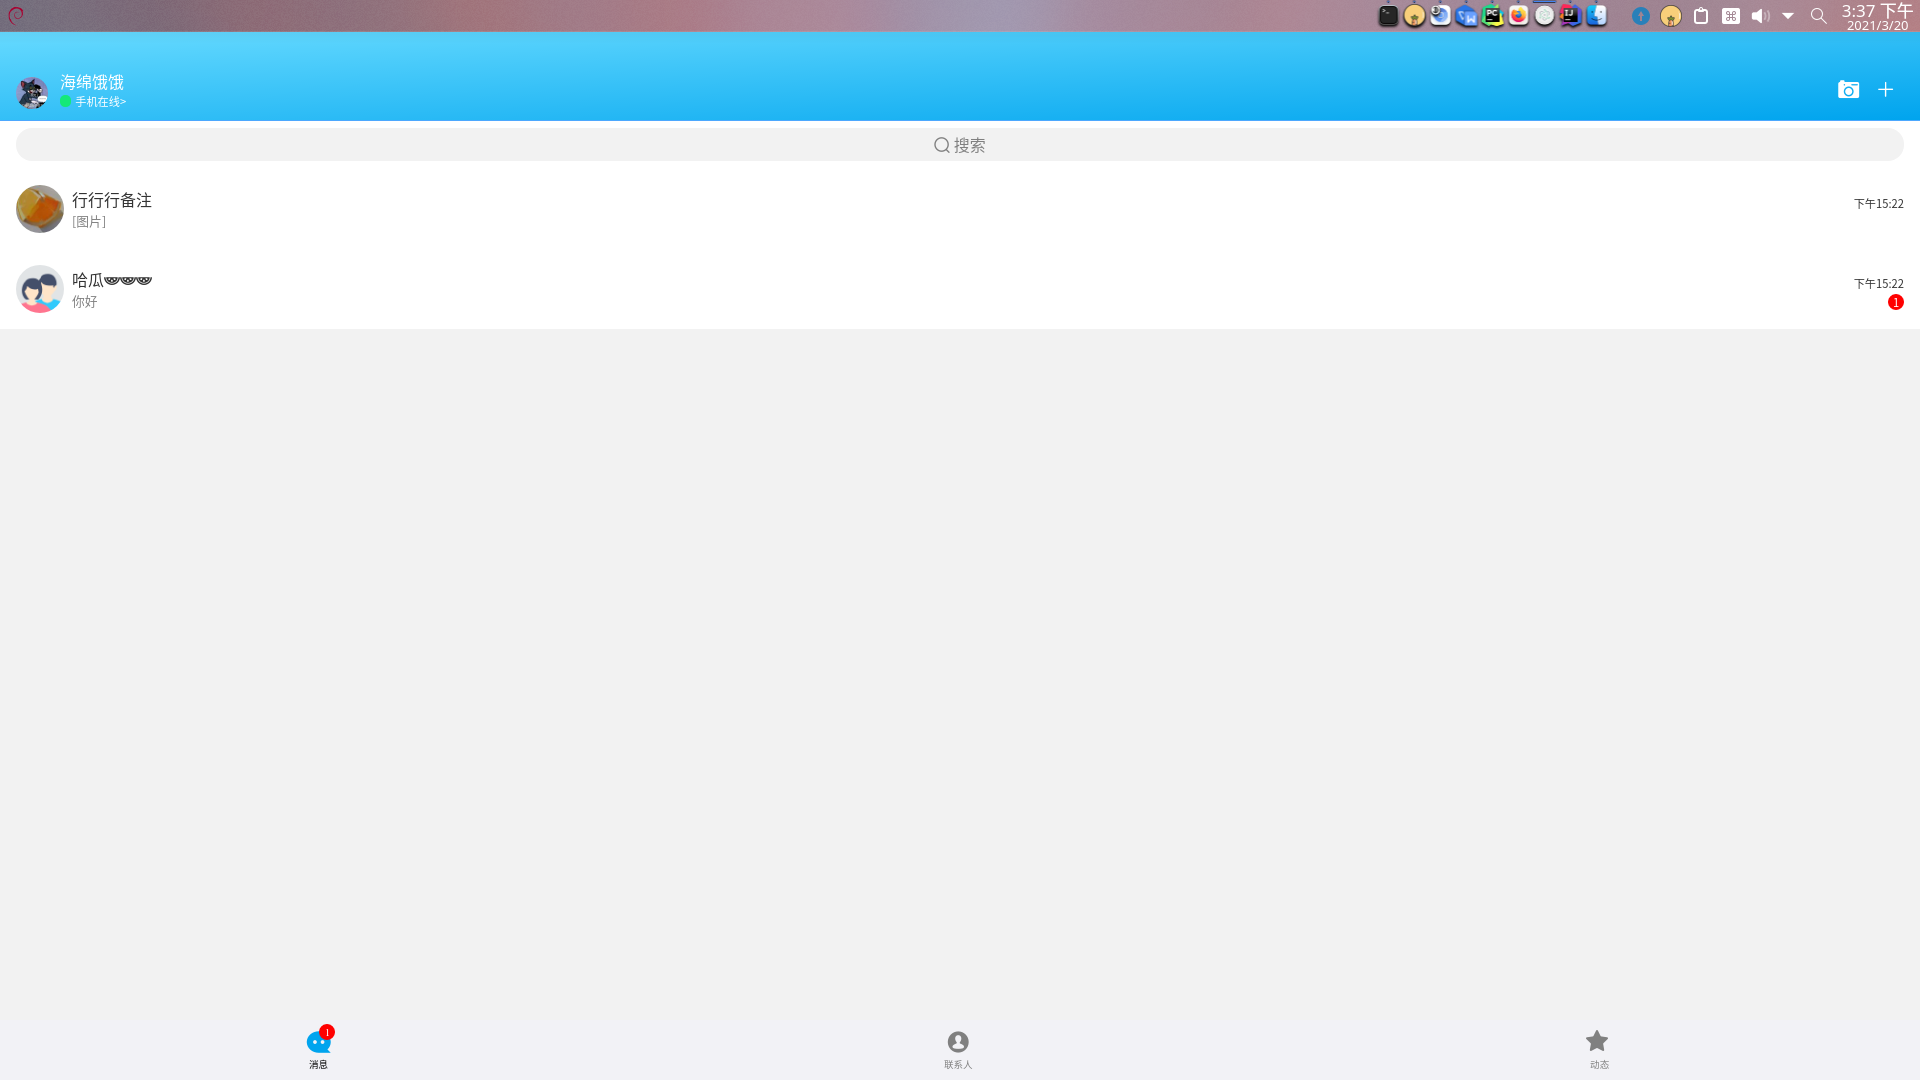 3:37 下午
2021/3/20
海绵饿饿
手机在线>
搜索
行行行备注
下午15:22
[图片]
哈瓜🍉🍉🍉
下午15:22
你好
1
1
消息
联系人
动态